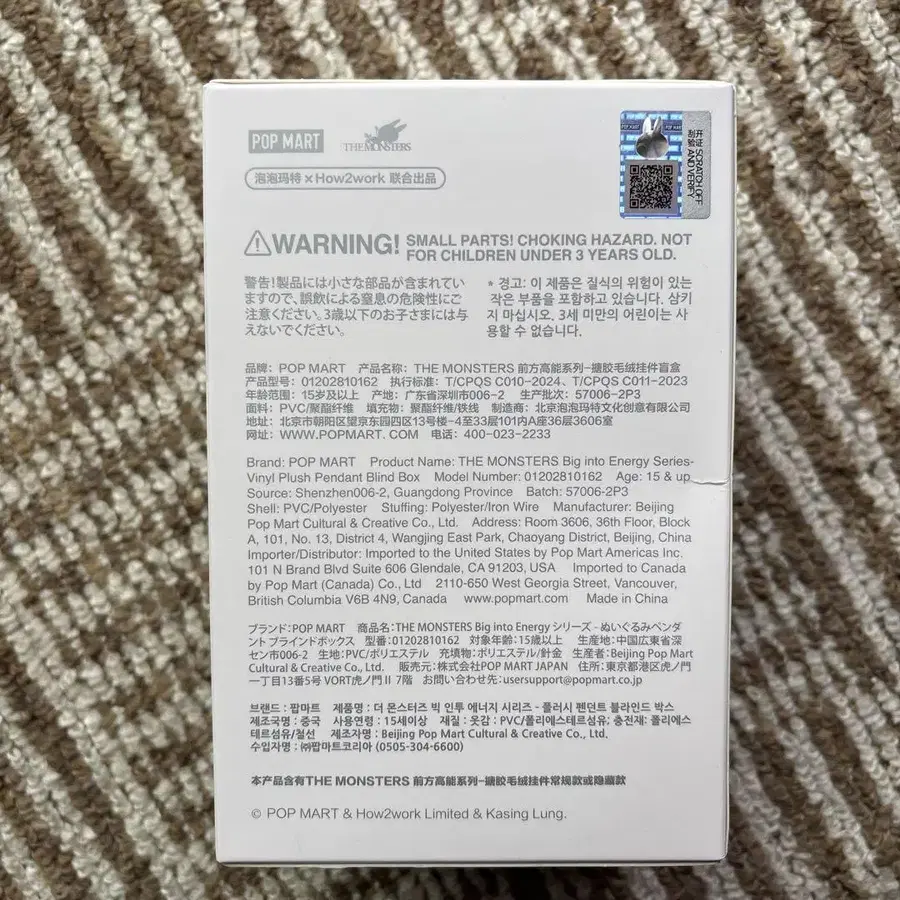 POP MART
THE MONSTERS
泡泡玛特×How2work 联合出品
POP MART
开证 SCRATCH OFF
刮验 AND VERIFY
WARNING! SMALL PARTS! CHOKING HAZARD. NOT
FOR CHILDREN UNDER 3 YEARS OLD.
警告!製品には小さな部品が含まれてい
ますので、誤飲による窒息の危険性にご
注意ください。3歳以下のお子さまには与
えないでください。
* 경고: 이 제품은 질식의 위험이 있는
작은 부품을 포함하고 있습니다. 삼키
지 마십시오. 3세 미만의 어린이는 사
용할 수 없습니다.
品牌: POP MART 产品名称: THE MONSTERS 前方高能系列-搪胶毛绒挂件盲盒
产品型号: 01202810162 执行标准: T/CPQS C010-2024、T/CPQS C011-2023
年龄范围: 15岁及以上 产地: 广东省深圳市006-2 生产批次: 57006-2P3
面料: PVC/聚酯纤维 填充物: 聚酯纤维/铁线 制造商: 北京泡泡玛特文化创意有限公司
地址: 北京市朝阳区望京东园四区13号楼-4至33层101内A座36层3606室
网址: WWW.POPMART. COM 电话: 400-023-2233
Brand: POP MART Product Name: THE MONSTERS Big into Energy Series-
Vinyl Plush Pendant Blind Box Model Number: 01202810162 Age: 15 & up
Source: Shenzhen006-2, Guangdong Province Batch: 57006-2P3
Shell: PVC/Polyester Stuffing: Polyester/Iron Wire Manufacturer: Beijing
Pop Mart Cultural & Creative Co., Ltd. Address: Room 3606, 36th Floor, Block
A, 101, No. 13, District 4, Wangjing East Park, Chaoyang District, Beijing, China
Importer/Distributor: Imported to the United States by Pop Mart Americas Inc.
101 N Brand Blvd Suite 606 Glendale, CA 91203, USA Imported to Canada
by Pop Mart (Canada) Co., Ltd 2110-650 West Georgia Street, Vancouver,
British Columbia V6B 4N9, Canada www.popmart.com Made in China
ブランド: POP MART 商品名: THE MONSTERS Big into Energy シリーズ - ぬいぐるみペンダ
ント ブラインドボックス 型番: 01202810162 対象年齢: 15歳以上 生産地: 中国広東省深
セン市006-2 生地: PVC/ポリエステル 充填物: ポリエステル/針金 生産者: Beijing Pop Mart
Cultural & Creative Co., Ltd. 販売元: 株式会社POP MART JAPAN 住所: 東京都港区虎ノ門
一丁目13番5号 VORT虎ノ門 II 7階 お問い合わせ先: usersupport@popmart.co.jp
브랜드 : 팝마트 제품명 : 더 몬스터즈 빅 인투 에너지 시리즈 - 플러시 펜던트 블라인드 박스
제조국명 : 중국 사용연령 : 15세이상 재질 : 옷감 : PVC/폴리에스테르섬유; 충전재: 폴리에스
테르섬유/철선 제조자명 : Beijing Pop Mart Cultural & Creative Co., Ltd.
수입자명 : ㈜팝마트코리아 (0505-304-6600)
本产品含有THE MONSTERS 前方高能系列-搪胶毛绒挂件常规款或隐藏款
© POP MART & How2work Limited & Kasing Lung.